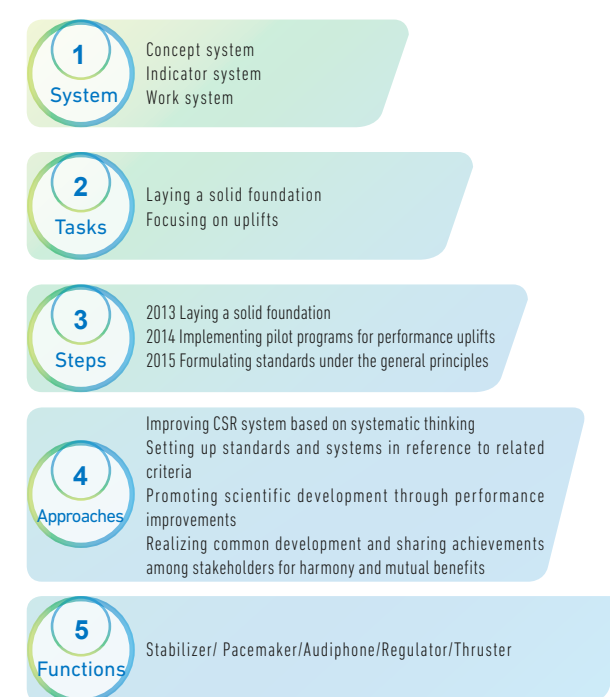 1
System
Concept system
Indicator system
Work system
2
Tasks
Laying a solid foundation
Focusing on uplifts
3
Steps
2013 Laying a solid foundation
2014 Implementing pilot programs for performance uplifts
2015 Formulating standards under the general principles
4
Approaches
Improving CSR system based on systematic thinking
Setting up standards and systems in reference to related
criteria
Promoting scientific development through performance
improvements
Realizing common development and sharing achievements
among stakeholders for harmony and mutual benefits
5
Functions
Stabilizer/ Pacemaker/Audiphone/Regulator/Thruster